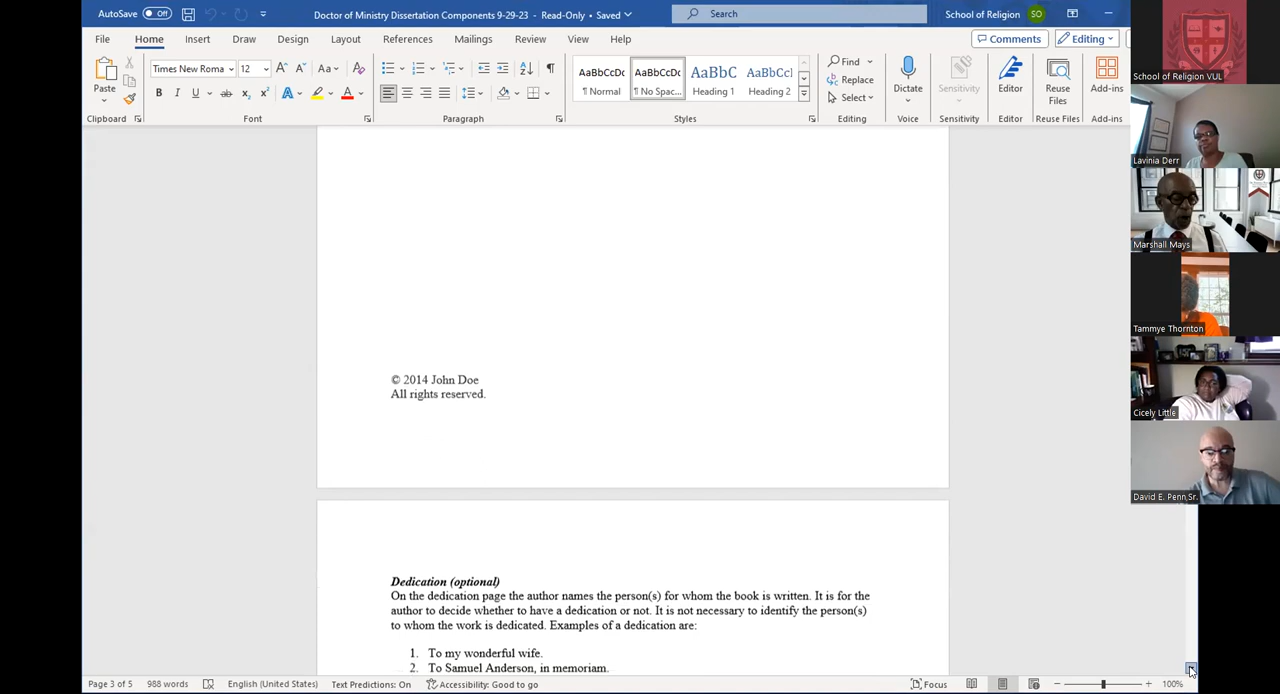 AutoSave Off
Doctor of Ministry Dissertation Components 9-29-23 - Read-Only • Saved
Search
School of Religion SO
File Home Insert Draw Design Layout References Mailings Review View Help
Comments Editing
Times New Roma 12
Aa
AaBbCcDc AaBbCcDc AaBbC AaBbCcl
Find
Paste
Replace
Dictate Sensitivity Editor Reuse Files Add-ins
¶ Normal ¶ No Spac... Heading 1 Heading 2
Select
Clipboard Font Paragraph Styles Editing Voice Sensitivity Editor Reuse Files Add-ins
School of Religion VUL
Lavinia Derr
Marshall Mays
Tammye Thornton
Cicely Little
David E. Penn,Sr.
© 2014 John Doe
All rights reserved.
Dedication (optional)
On the dedication page the author names the person(s) for whom the book is written. It is for the
author to decide whether to have a dedication or not. It is not necessary to identify the person(s)
to whom the work is dedicated. Examples of a dedication are:
1. To my wonderful wife.
2. To Samuel Anderson, in memoriam.
Page 3 of 5 988 words English (United States) Text Predictions: On Accessibility: Good to go Focus 100%